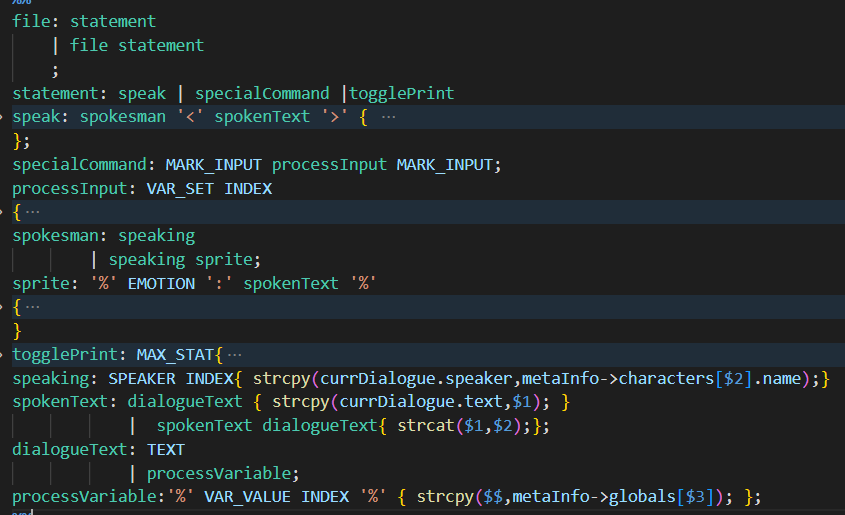 %%
file: statement
| file statement
;
statement: speak | specialCommand |togglePrint
speak: spokesman '<' spokenText '>' { ...
};
specialCommand: MARK_INPUT processInput MARK_INPUT;
processInput: VAR_SET INDEX
{ ...
spokesman: speaking
| speaking sprite;
sprite: '%' EMOTION ':' spokenText '%'
{ ...
}
togglePrint: MAX_STAT{ ...
speaking: SPEAKER INDEX{ strcpy(currDialogue.speaker,metaInfo->characters[$2].name);}
spokenText: dialogueText { strcpy(currDialogue.text,$1); }
| spokenText dialogueText{ strcat($1,$2);};
dialogueText: TEXT
| processVariable;
processVariable:'%' VAR_VALUE INDEX '%' { strcpy($$,metaInfo->globals[$3]); };
%%